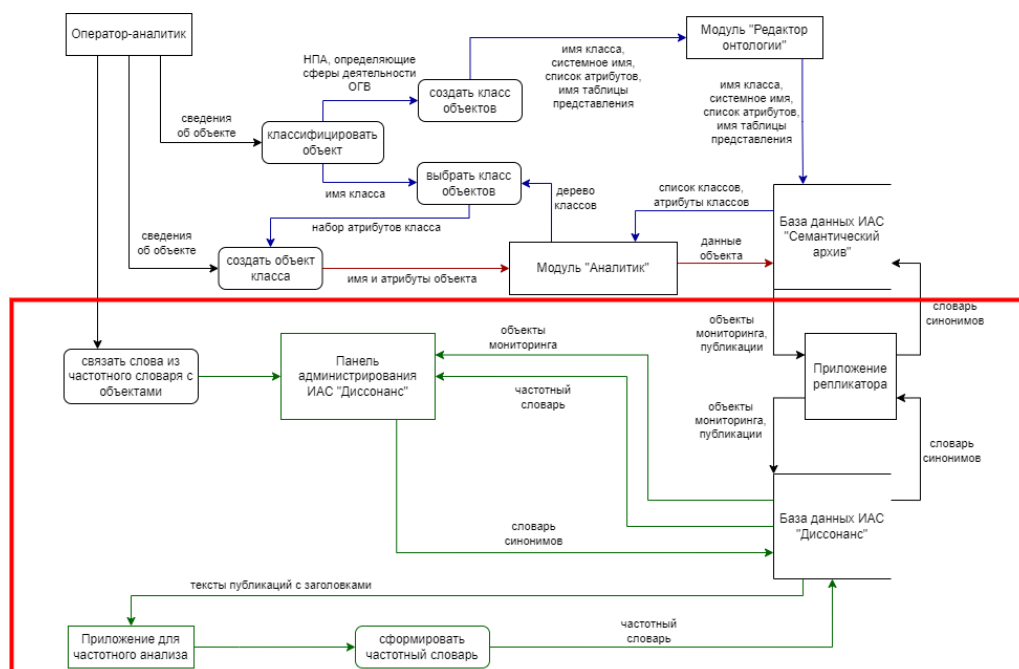 Оператор-аналитик
Модуль "Редактор
онтологии"
НПА, определяющие
сферы деятельности
ОГВ
имя класса,
системное имя,
список атрибутов,
имя таблицы
представления
создать класс
объектов
имя класса,
системное имя,
список атрибутов,
имя таблицы
представления
сведения
об объекте
классифицировать
объект
выбрать класс
объектов
имя класса
дерево
классов
список классов,
атрибуты классов
База данных ИАС
"Семантический
архив"
набор атрибутов класса
сведения
об объекте
создать объект
класса
имя и атрибуты объекта
Модуль "Аналитик"
данные
объекта
словарь
синонимов
объекты
мониторинга,
публикации
объекты
мониторинга
связать слова из
частотного словаря с
объектами
Панель
администрирования
ИАС "Диссонанс"
частотный
словарь
Приложение
репликатора
объекты
мониторинга,
публикации
словарь
синонимов
База данных ИАС
"Диссонанс"
словарь
синонимов
тексты публикаций с заголовками
Приложение для
частотного анализа
сформировать
частотный словарь
частотный
словарь